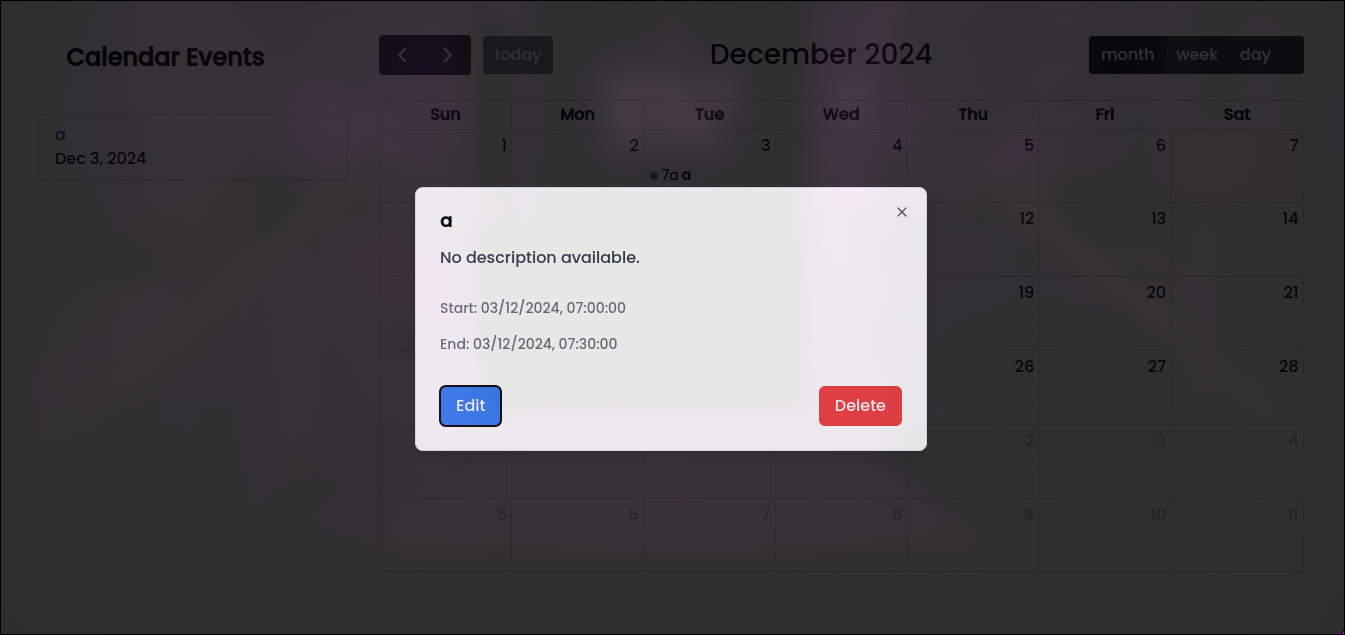 Calendar Events
today
December 2024
month week day
a
Dec 3, 2024
Sun Mon Tue Wed Thu Fri Sat
1 2 3 4 5 6 7
7a a
12 13 14
19 20 21
26 27 28
2 3 4
5 6 7 8 9 10 11
a
No description available.
Start: 03/12/2024, 07:00:00
End: 03/12/2024, 07:30:00
Edit
Delete